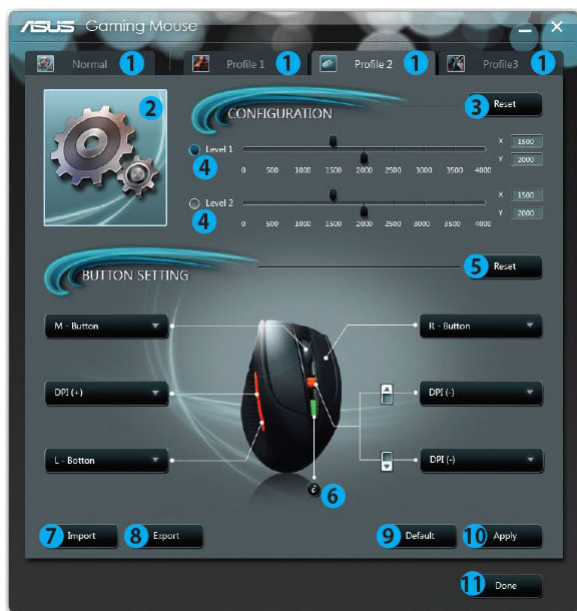 ASUS Gaming Mouse
Normal 1 Profile 1 1 Profile 2 1 Profile3 1
2
CONFIGURATION 3 Reset
Level 1 X 1500
4 Y 2000
0 500 1000 1500 2000 2500 3000 3500 4000
Level 2 X 1500
4 Y 2000
0 500 1000 1500 2000 2500 3000 3500 4000
BUTTON SETTING 5 Reset
M - Button R - Button
DPI (+) DPI (-)
L - Botton DPI (-)
i 6
7 Import 8 Export 9 Default 10 Apply
11 Done